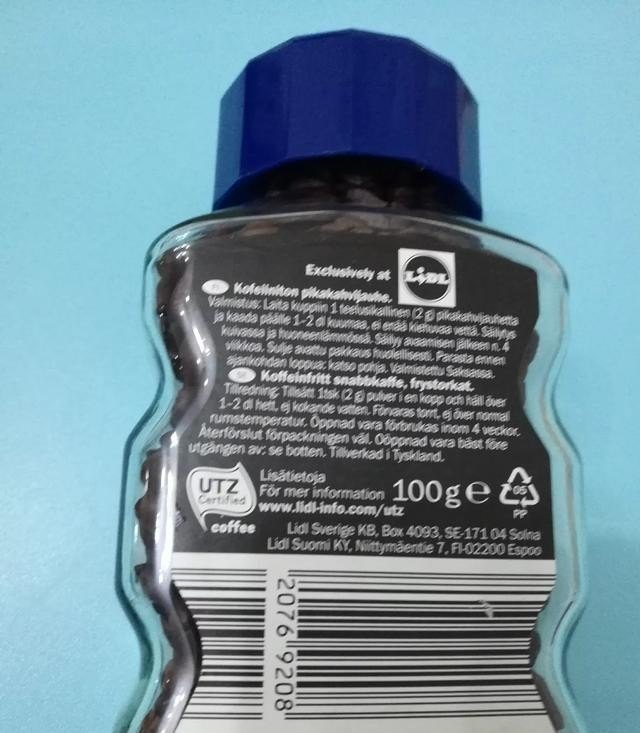 Exclusively at LIDL
FI Kofeiiniton pikakahvijauhe.
Valmistus: Laita kuppiin 1 teelusikallinen (2 g) pikakahvijauhetta
ja kaada päälle 1–2 dl kuumaa, ei enää kiehuvaa vettä. Säilytys
kuivassa ja huoneenlämmössä. Säilyy avaamisen jälkeen n. 4
viikkoa. Sulje avattu pakkaus huolellisesti. Parasta ennen
ajankohdan loppua: katso pohja. Valmistettu Saksassa.
SE Koffeinfritt snabbkaffe, frystorkat.
Tillredning: Tillsätt 1tsk (2 g) pulver i en kopp och häll över
1–2 dl hett, ej kokande vatten. Förvaras torrt, ej över normal
rumstemperatur. Öppnad vara förbrukas inom 4 veckor.
Återförslut förpackningen väl. Oöppnad vara bäst före
utgången av: se botten. Tillverkad i Tyskland.
UTZ
Certified
coffee
Lisätietoja
För mer information
www.lidl-info.com/utz
100g e
05
PP
Lidl Sverige KB, Box 4093, SE-171 04 Solna
Lidl Suomi KY, Niittymäentie 7, FI-02200 Espoo
2076 9208